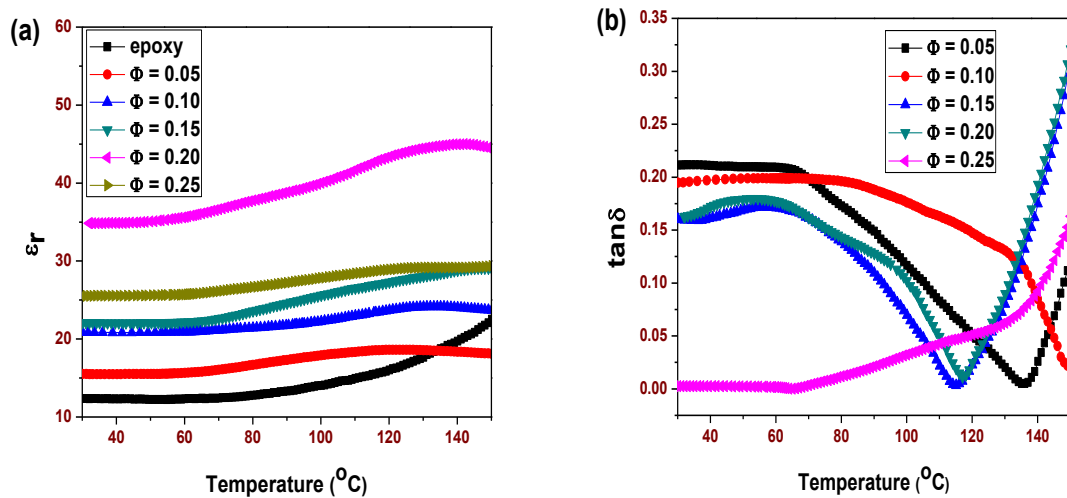 (a)
60
50
40
30
20
10
εr
epoxy
Φ = 0.05
Φ = 0.10
Φ = 0.15
Φ = 0.20
Φ = 0.25
40 60 80 100 120 140
Temperature (°C)
(b)
0.35
0.30
0.25
0.20
0.15
0.10
0.05
0.00
tanδ
Φ = 0.05
Φ = 0.10
Φ = 0.15
Φ = 0.20
Φ = 0.25
40 60 80 100 120 140
Temperature (°C)